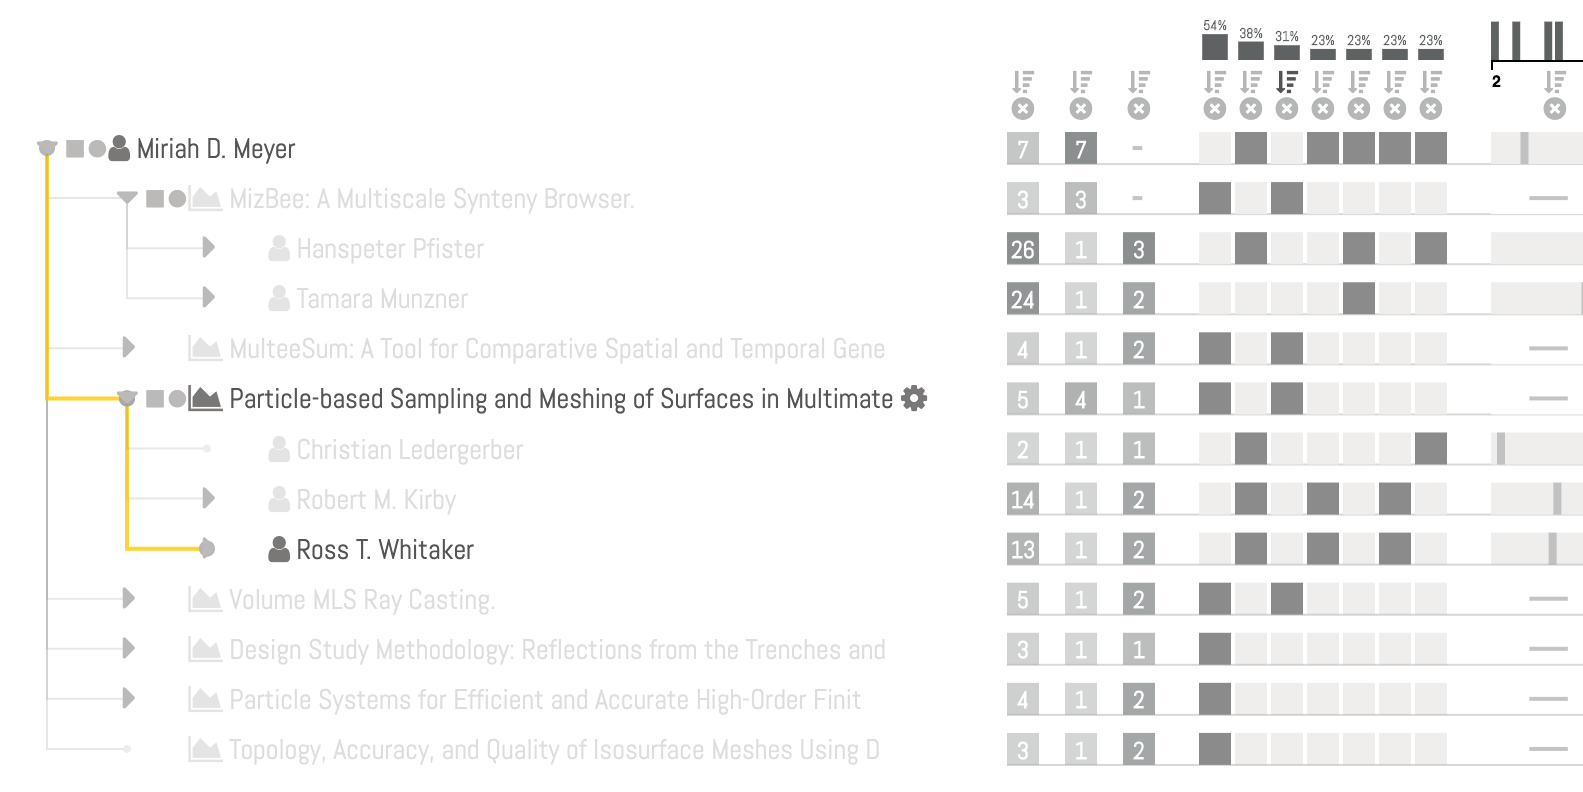 54% 38% 31% 23% 23% 23% 23%
2
Miriah D. Meyer 7 7 -
MizBee: A Multiscale Synteny Browser. 3 3 -
Hanspeter Pfister 26 1 3
Tamara Munzner 24 1 2
MulteeSum: A Tool for Comparative Spatial and Temporal Gene 4 1 2
Particle-based Sampling and Meshing of Surfaces in Multimate 5 4 1
Christian Ledergerber 2 1 1
Robert M. Kirby 14 1 2
Ross T. Whitaker 13 1 2
Volume MLS Ray Casting. 5 1 2
Design Study Methodology: Reflections from the Trenches and 3 1 1
Particle Systems for Efficient and Accurate High-Order Finit 4 1 2
Topology, Accuracy, and Quality of Isosurface Meshes Using D 3 1 2